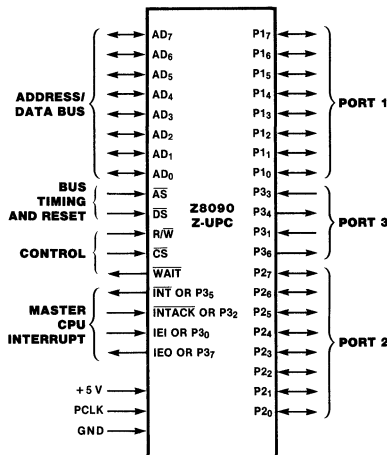 AD7
AD6
AD5
AD4
AD3
AD2
AD1
AD0
ADDRESS/
DATA BUS
AS
DS
BUS
TIMING
AND RESET
R/W
CS
WAIT
CONTROL
INT OR P35
INTACK OR P32
IEI OR P30
IEO OR P37
MASTER
CPU
INTERRUPT
+5 V
PCLK
GND
Z8090
Z-UPC
P17
P16
P15
P14
P13
P12
P11
P10
PORT 1
P33
P34
P31
P36
PORT 3
P27
P26
P25
P24
P23
P22
P21
P20
PORT 2